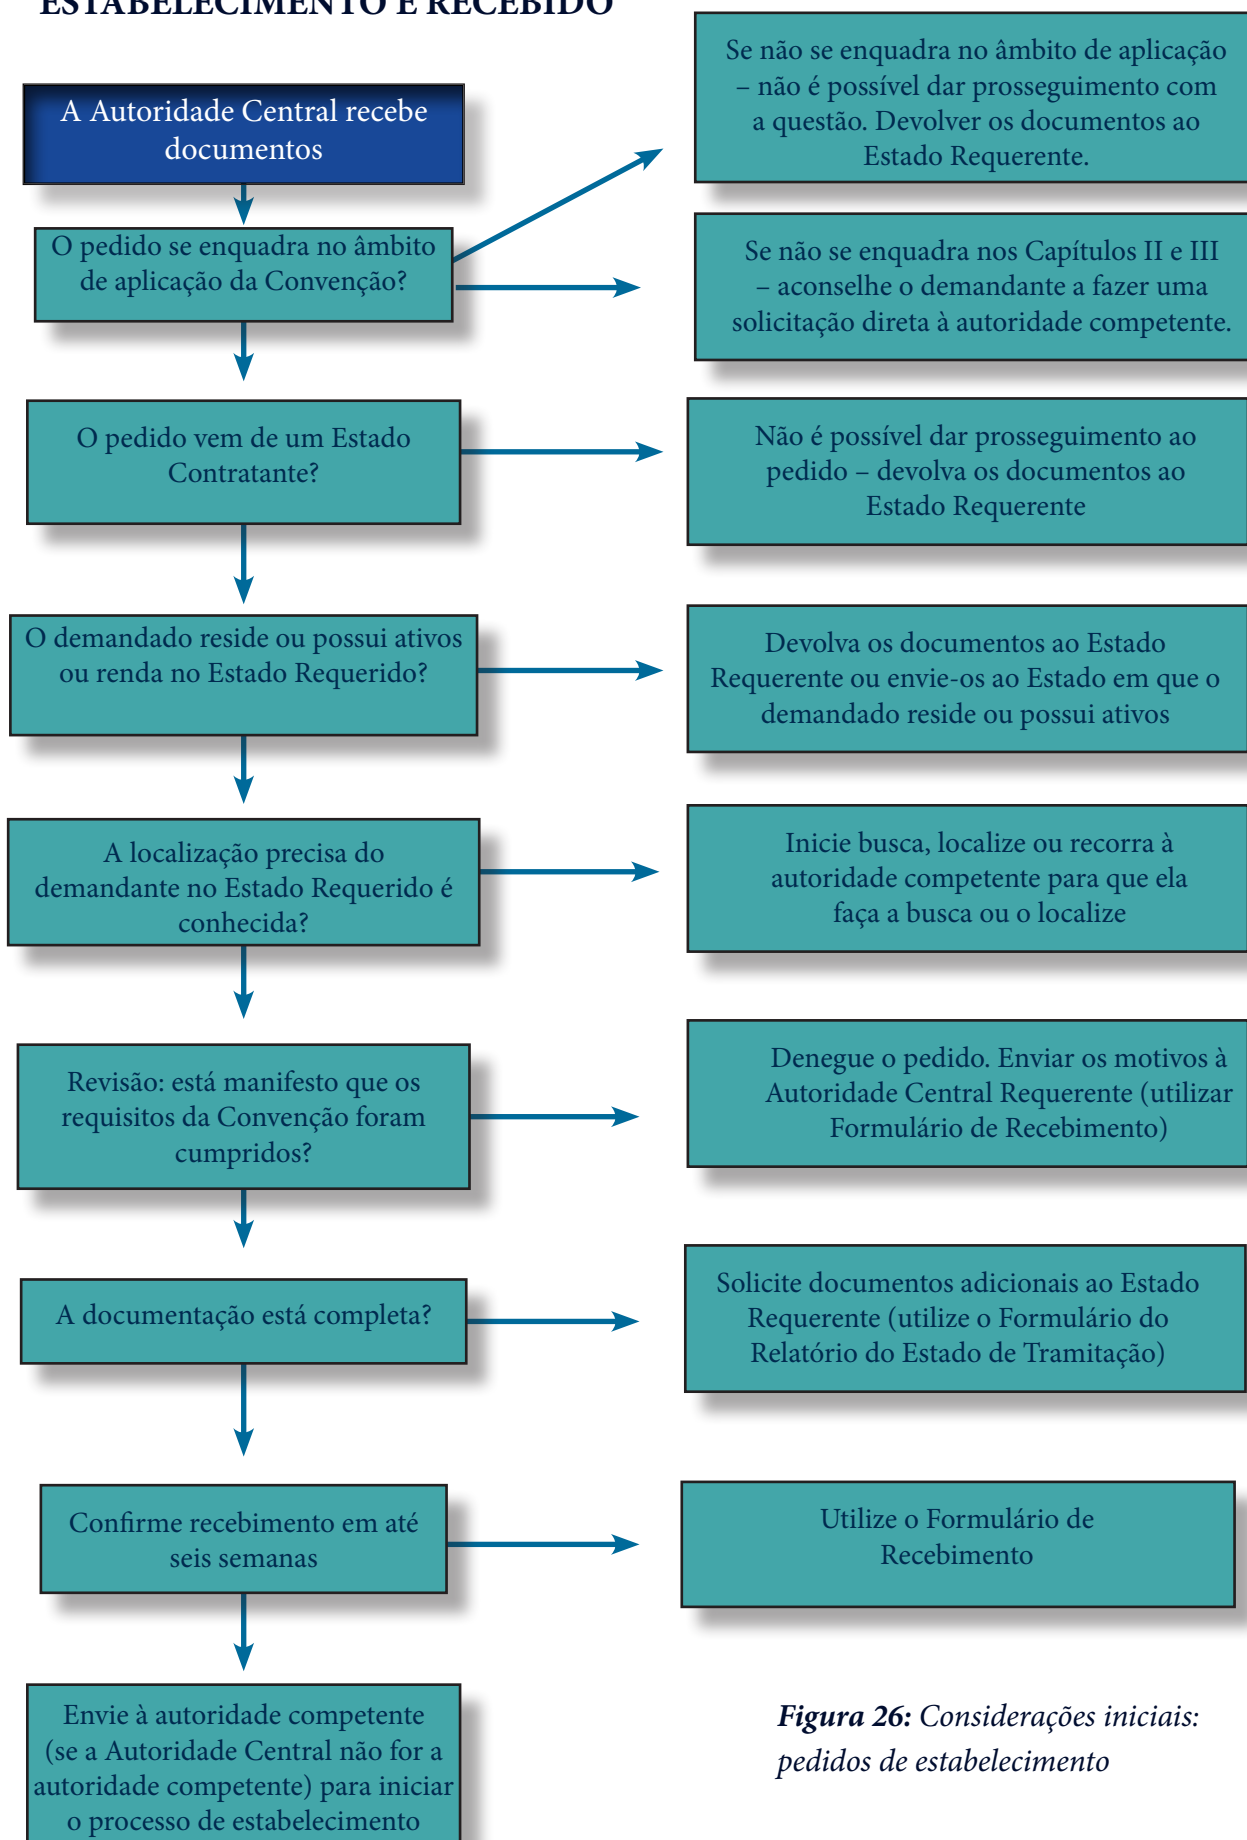 ESTABELECIMENTO É RECEBIDO
A Autoridade Central recebe
documentos
Se não se enquadra no âmbito de aplicação
– não é possível dar prosseguimento com
a questão. Devolver os documentos ao
Estado Requerente.
O pedido se enquadra no âmbito
de aplicação da Convenção?
Se não se enquadra nos Capítulos II e III
– aconselhe o demandante a fazer uma
solicitação direta à autoridade competente.
O pedido vem de um Estado
Contratante?
Não é possível dar prosseguimento ao
pedido – devolva os documentos ao
Estado Requerente
O demandado reside ou possui ativos
ou renda no Estado Requerido?
Devolva os documentos ao Estado
Requerente ou envie-os ao Estado em que o
demandado reside ou possui ativos
A localização precisa do
demandante no Estado Requerido é
conhecida?
Inicie busca, localize ou recorra à
autoridade competente para que ela
faça a busca ou o localize
Revisão: está manifesto que os
requisitos da Convenção foram
cumpridos?
Denegue o pedido. Enviar os motivos à
Autoridade Central Requerente (utilizar
Formulário de Recebimento)
A documentação está completa?
Solicite documentos adicionais ao Estado
Requerente (utilize o Formulário do
Relatório do Estado de Tramitação)
Confirme recebimento em até
seis semanas
Utilize o Formulário de
Recebimento
Envie à autoridade competente
(se a Autoridade Central não for a
autoridade competente) para iniciar
o processo de estabelecimento
Figura 26: Considerações iniciais:
pedidos de estabelecimento